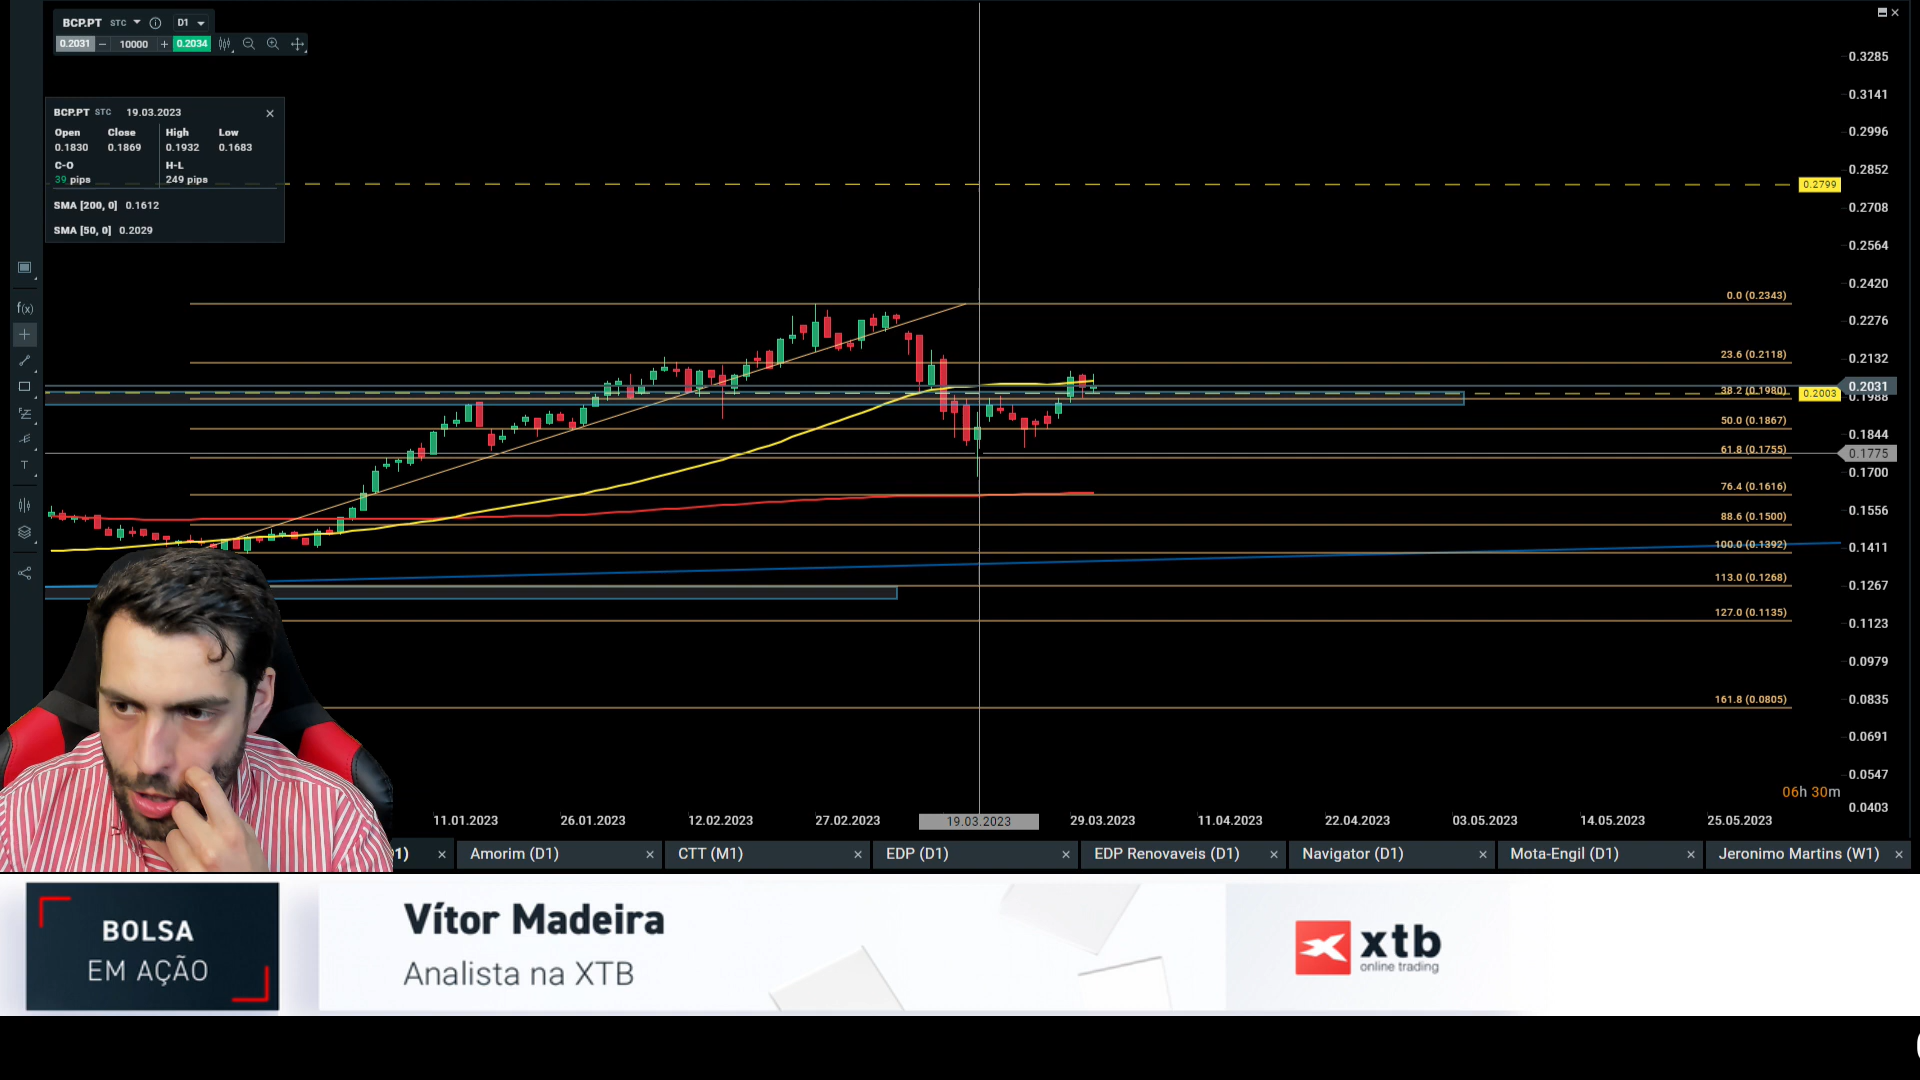 BCP.PT STC D1
0.2031 10000 0.2034
BCP.PT STC 19.03.2023
Open Close High Low
0.1830 0.1869 0.1932 0.1683
C-O H-L
39 pips 249 pips
SMA [200, 0] 0.1612
SMA [50, 0] 0.2029
f(x)
T
0.3285
0.3141
0.2996
0.2852
0.2799
0.2708
0.2564
0.2420
0.0 (0.2343)
0.2276
23.6 (0.2118)
0.2132
0.2031
38.2 (0.1980)
0.2003
0.1988
50.0 (0.1867)
0.1844
61.8 (0.1755)
0.1775
0.1700
76.4 (0.1616)
0.1556
88.6 (0.1500)
100.0 (0.1392)
0.1411
113.0 (0.1268)
0.1267
127.0 (0.1135)
0.1123
0.0979
161.8 (0.0805)
0.0835
0.0691
0.0547
06h 30m
0.0403
11.01.2023 26.01.2023 12.02.2023 27.02.2023 19.03.2023 29.03.2023 11.04.2023 22.04.2023 03.05.2023 14.05.2023 25.05.2023
1) Amorim (D1) CTT (M1) EDP (D1) EDP Renovaveis (D1) Navigator (D1) Mota-Engil (D1) Jeronimo Martins (W1)
BOLSA
EM AÇÃO
Vítor Madeira
Analista na XTB
xtb
online trading